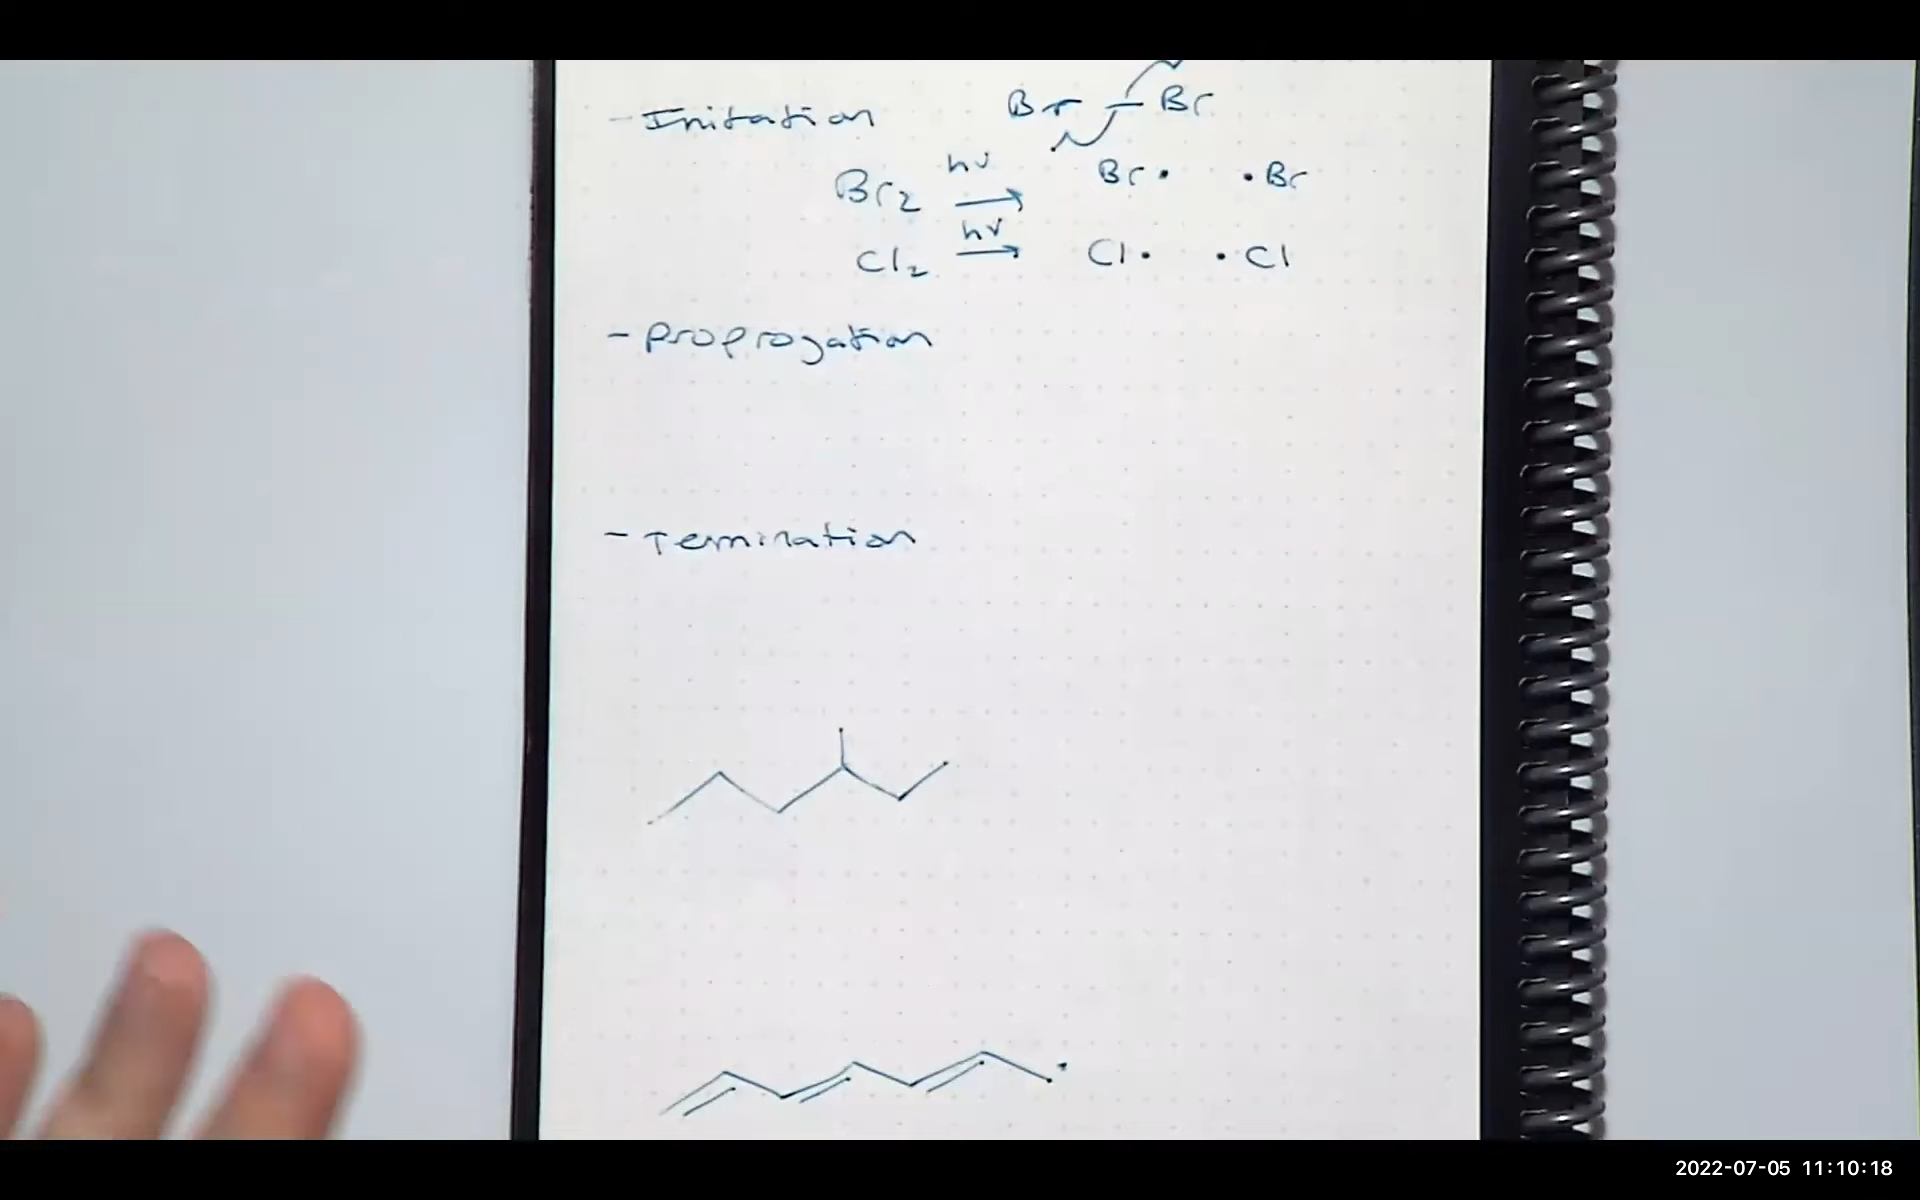 - Initation Br - Br
Br₂ hν → Br· ·Br
Cl₂ hν → Cl· ·Cl
- Proprogation
- Termination
2022-07-05 11:10:18